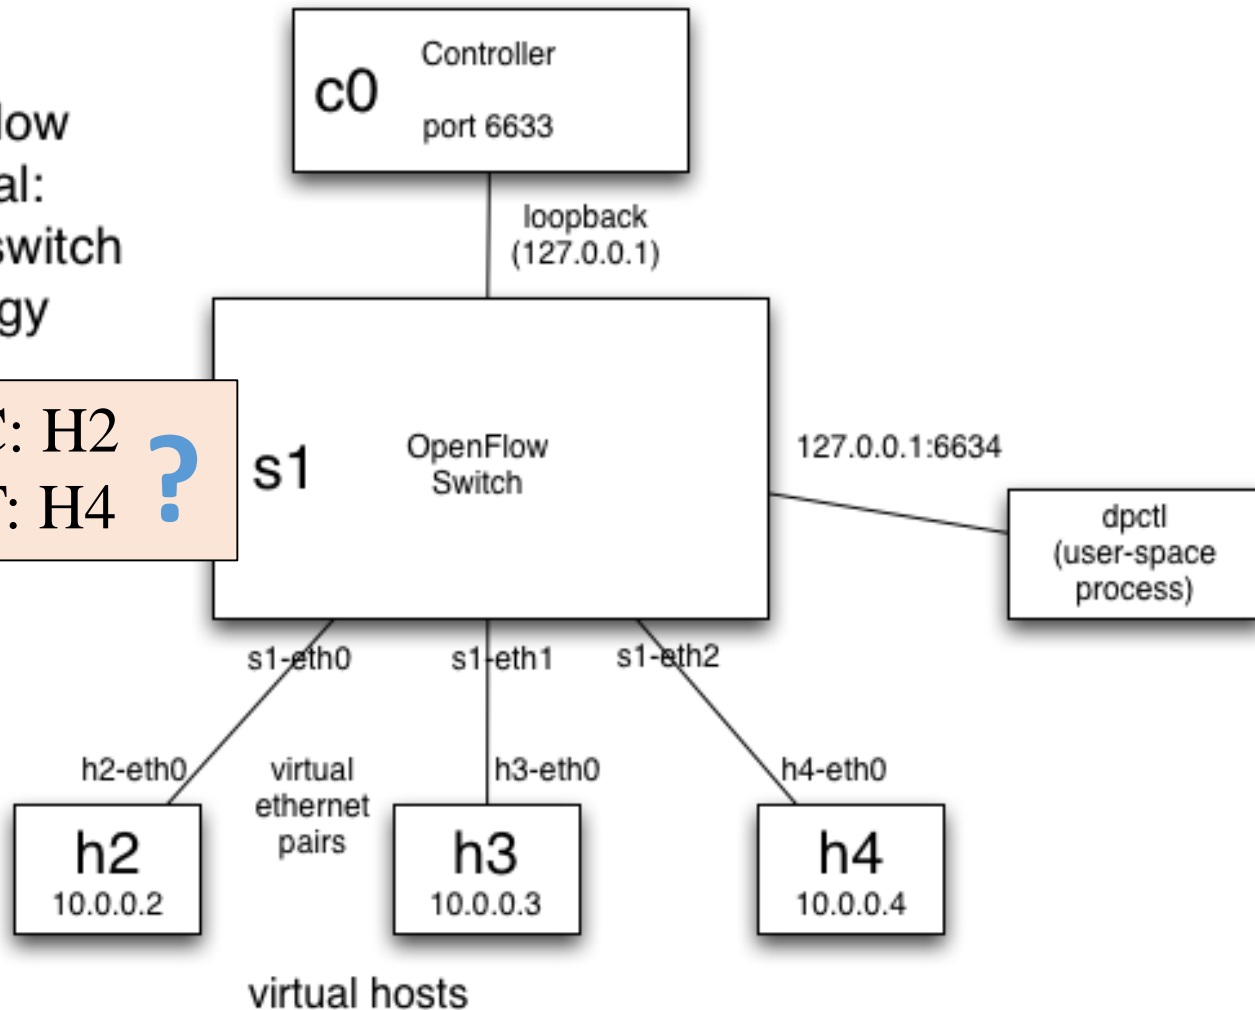 c0
Controller
port 6633
low
al:
switch
gy
loopback
(127.0.0.1)
C: H2
T: H4
?
s1
OpenFlow
Switch
127.0.0.1:6634
dpctl
(user-space
process)
s1-eth0
s1-eth1
s1-eth2
h2-eth0
virtual
ethernet
pairs
h3-eth0
h4-eth0
h2
10.0.0.2
h3
10.0.0.3
h4
10.0.0.4
virtual hosts